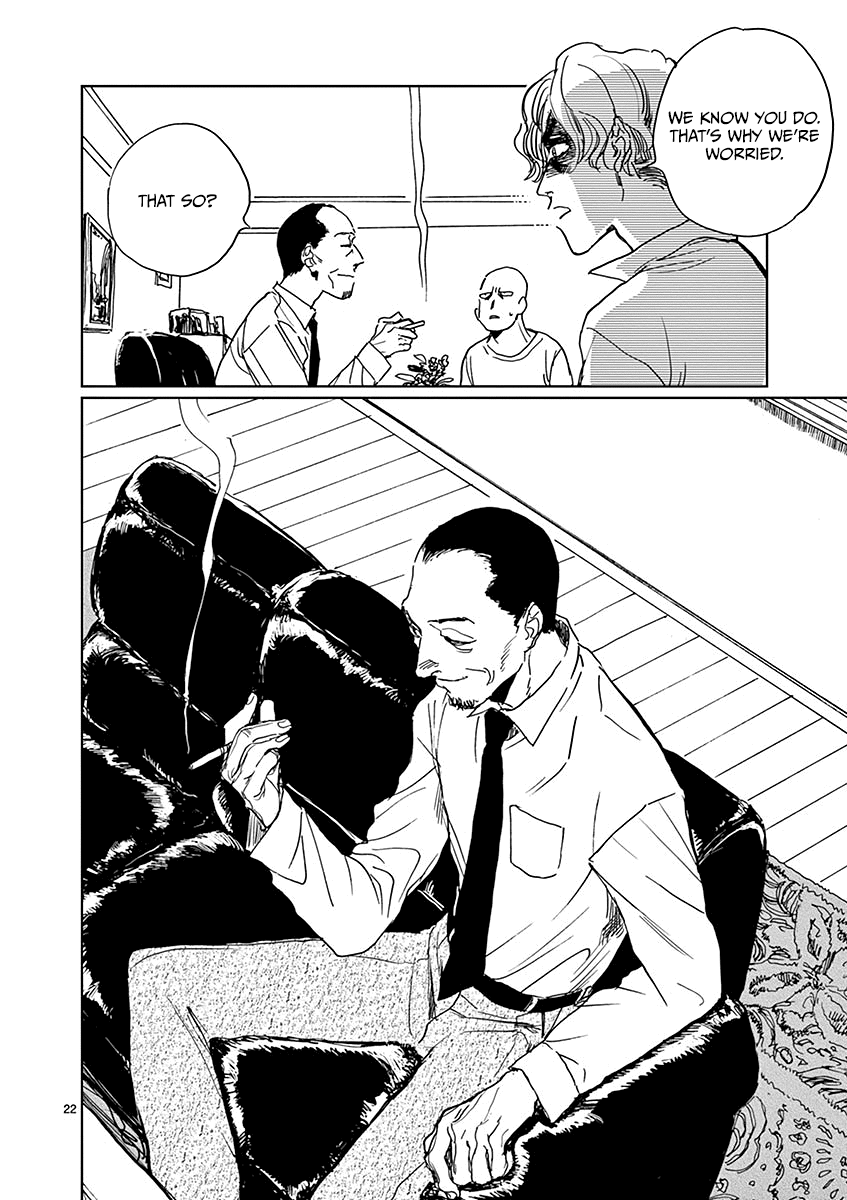 WE KNOW YOU DO.
THAT'S WHY WE'RE
WORRIED.
THAT SO?
22